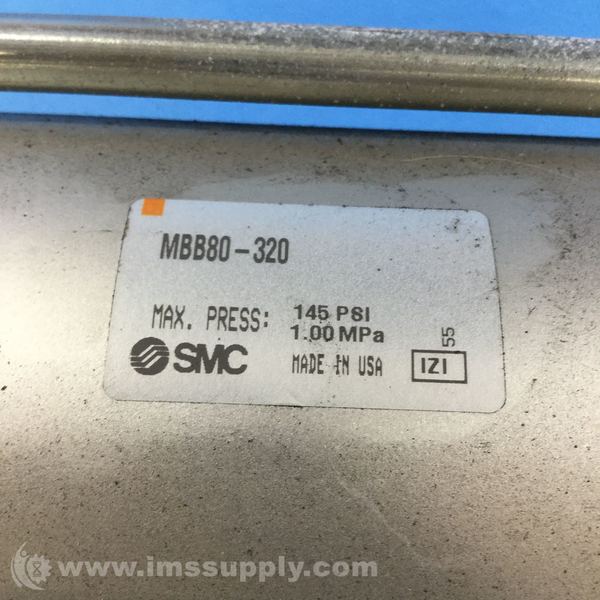 MBB80-320
MAX. PRESS: 145 PSI
1.00 MPa
SMC MADE IN USA IZI 55
www.imssupply.com